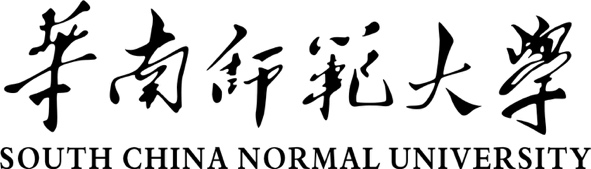 華南師範大學
SOUTH CHINA NORMAL UNIVERSITY